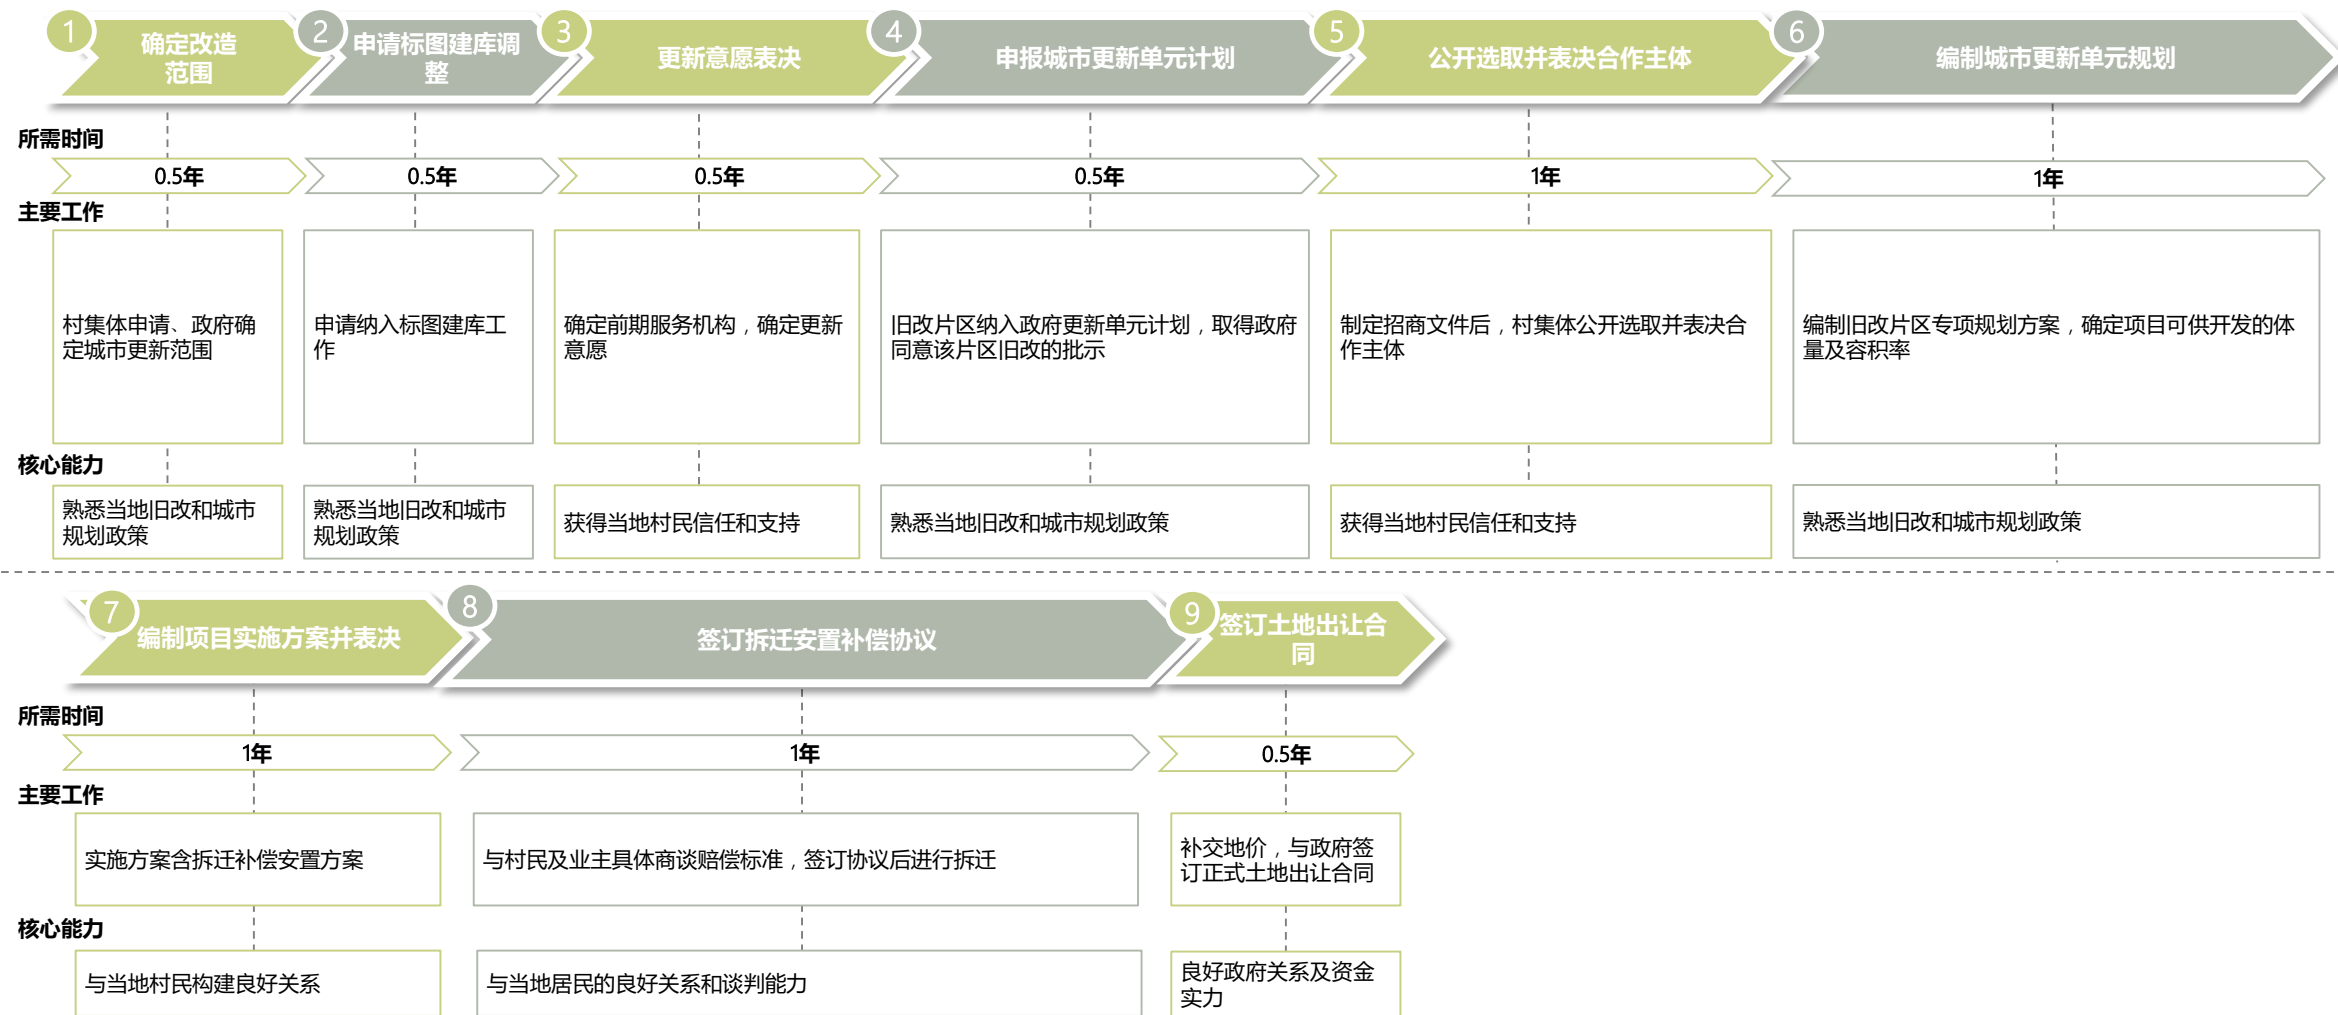 1
确定改造
范围
2
申请标图建库调
整
3
更新意愿表决
4
申报城市更新单元计划
5
公开选取并表决合作主体
6
编制城市更新单元规划
所需时间
0.5年
0.5年
0.5年
0.5年
1年
1年
主要工作
村集体申请、政府确
定城市更新范围
申请纳入标图建库工
作
确定前期服务机构，确定更新
意愿
旧改片区纳入政府更新单元计划，取得政府
同意该片区旧改的批示
制定招商文件后，村集体公开选取并表决合
作主体
编制旧改片区专项规划方案，确定项目可供开发的体
量及容积率
核心能力
熟悉当地旧改和城市
规划政策
熟悉当地旧改和城市
规划政策
获得当地村民信任和支持
熟悉当地旧改和城市规划政策
获得当地村民信任和支持
熟悉当地旧改和城市规划政策
7
编制项目实施方案并表决
8
签订拆迁安置补偿协议
9
签订土地出让合
同
所需时间
1年
1年
0.5年
主要工作
实施方案含拆迁补偿安置方案
与村民及业主具体商谈赔偿标准，签订协议后进行拆迁
补交地价，与政府签
订正式土地出让合同
核心能力
与当地村民构建良好关系
与当地居民的良好关系和谈判能力
良好政府关系及资金
实力